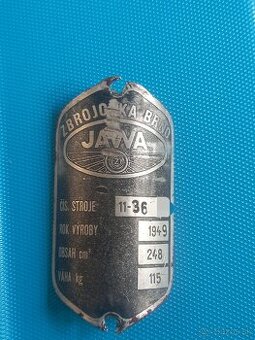 ZBROJOVKA BRNO
JAWA
Z
ČÍS. STROJE 11-36
ROK VÝROBY 1949
OBSAH cm³ 248
VÁHA kg 115